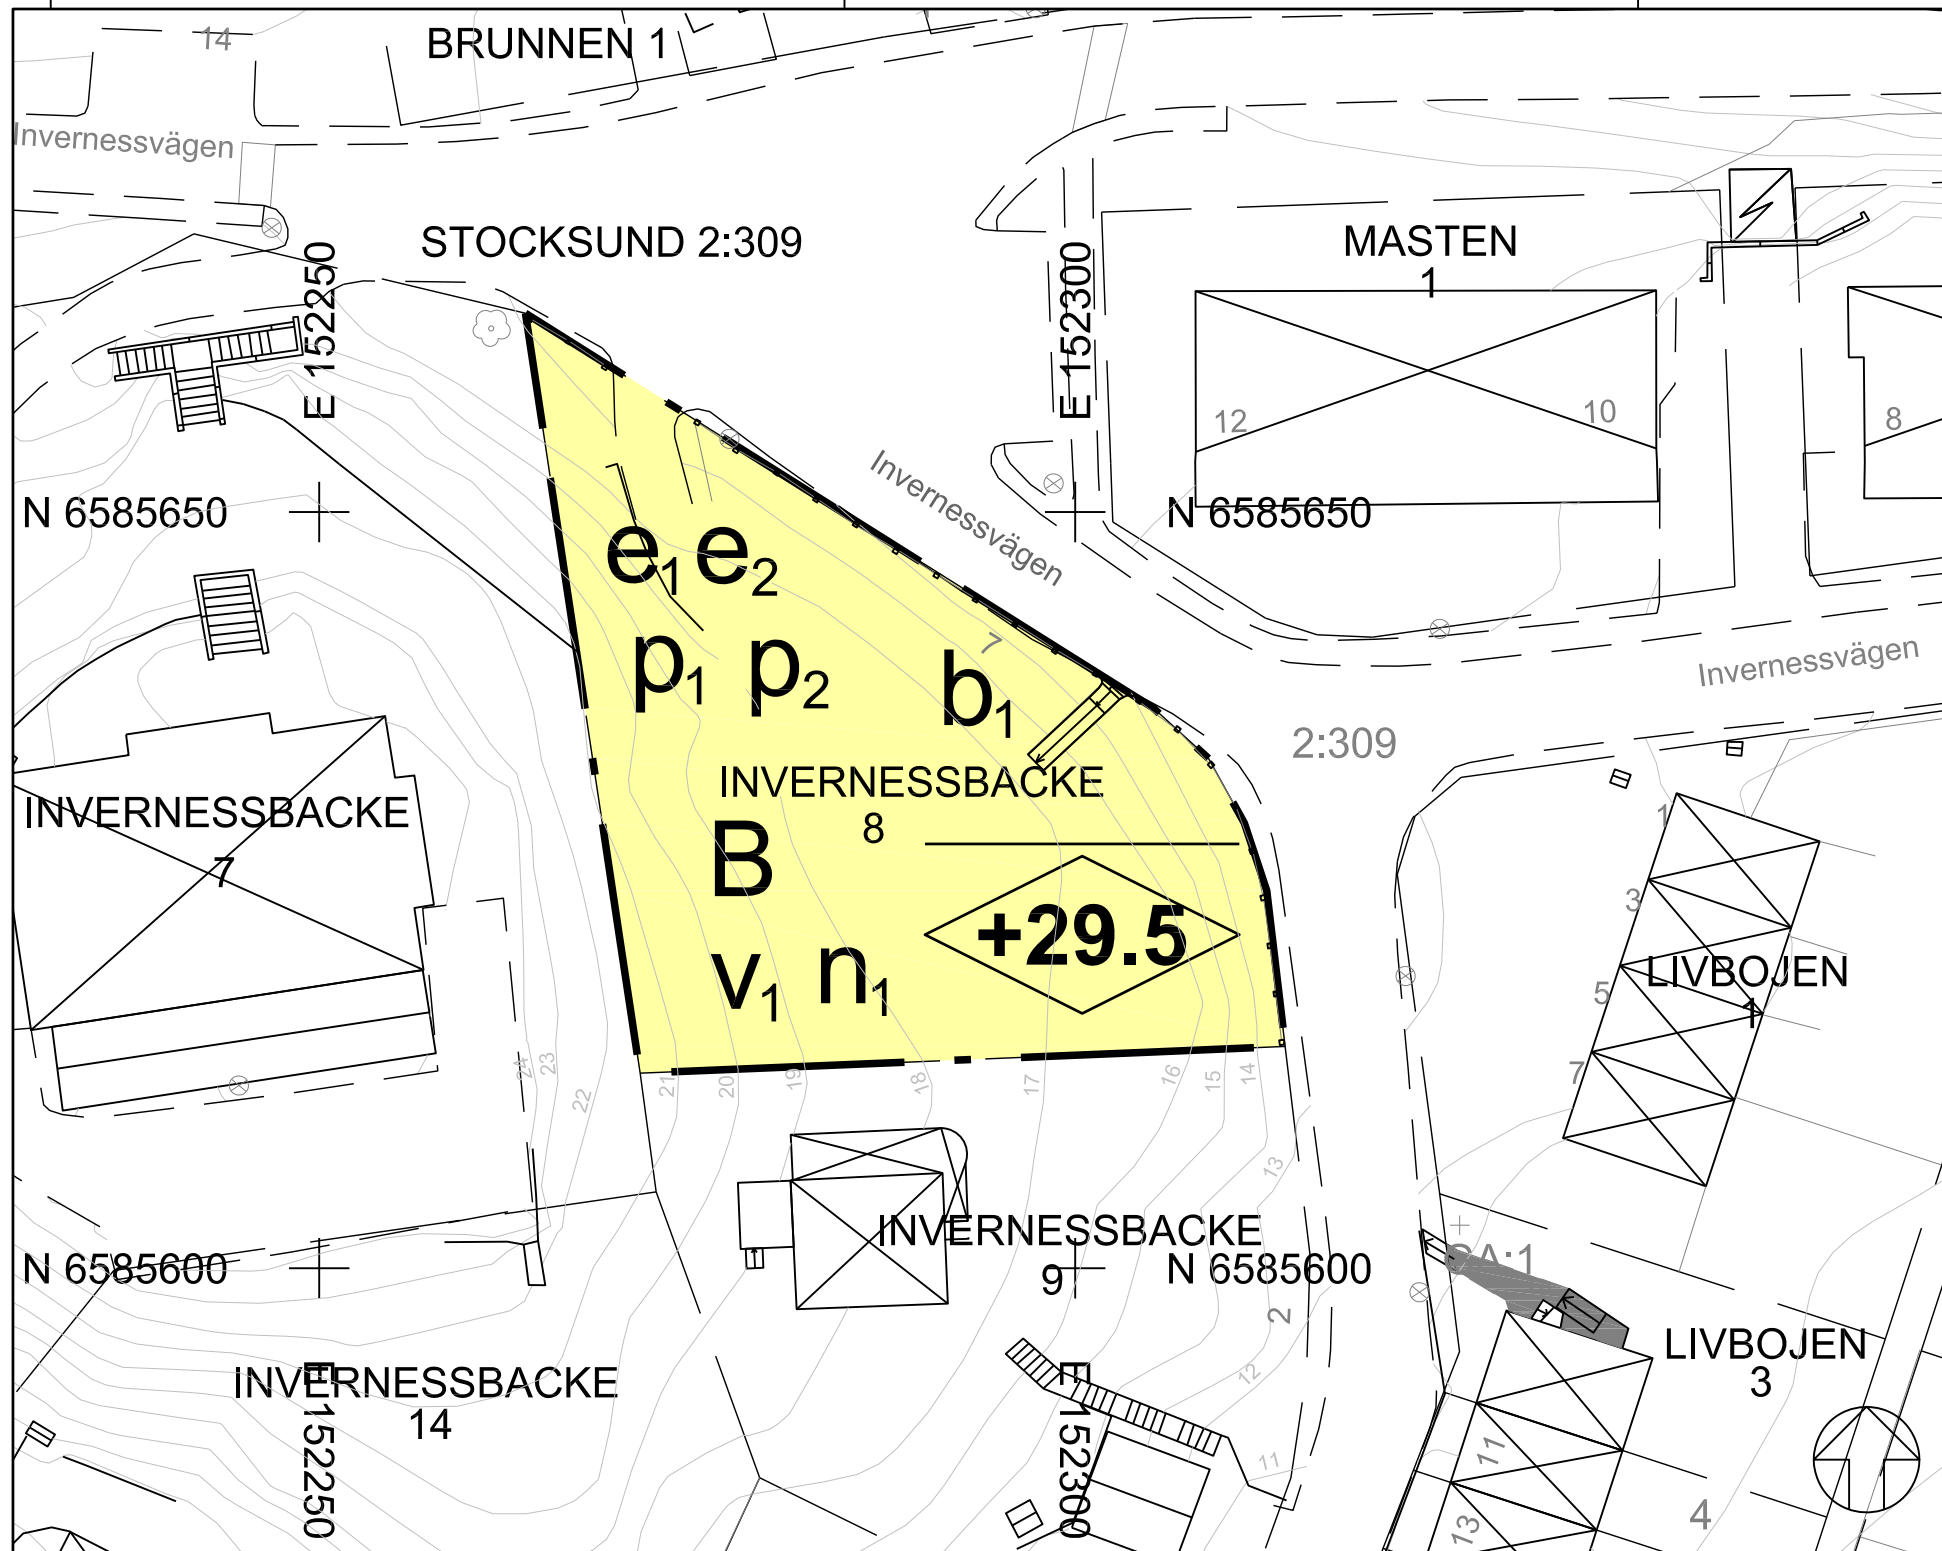 14
BRUNNEN 1
Invernessvägen
STOCKSUND 2:309
MASTEN
1
E 152250
E 152300
12
10
8
Invernessvägen
N 6585650
N 6585650
e1 e2
7
p1 p2
b1
Invernessvägen
2:309
INVERNESSBACKE
8
INVERNESSBACKE
7
B
+29.5
v1 n1
1
3
5
7
LIVBOJEN
1
24
23
22
21
20
19
18
17
16
15
14
13
INVERNESSBACKE
9
N 6585600
N 6585600
GA:1
2
LIVBOJEN
3
INVERNESSBACKE
14
E 152250
E 152300
12
11
11
13
4